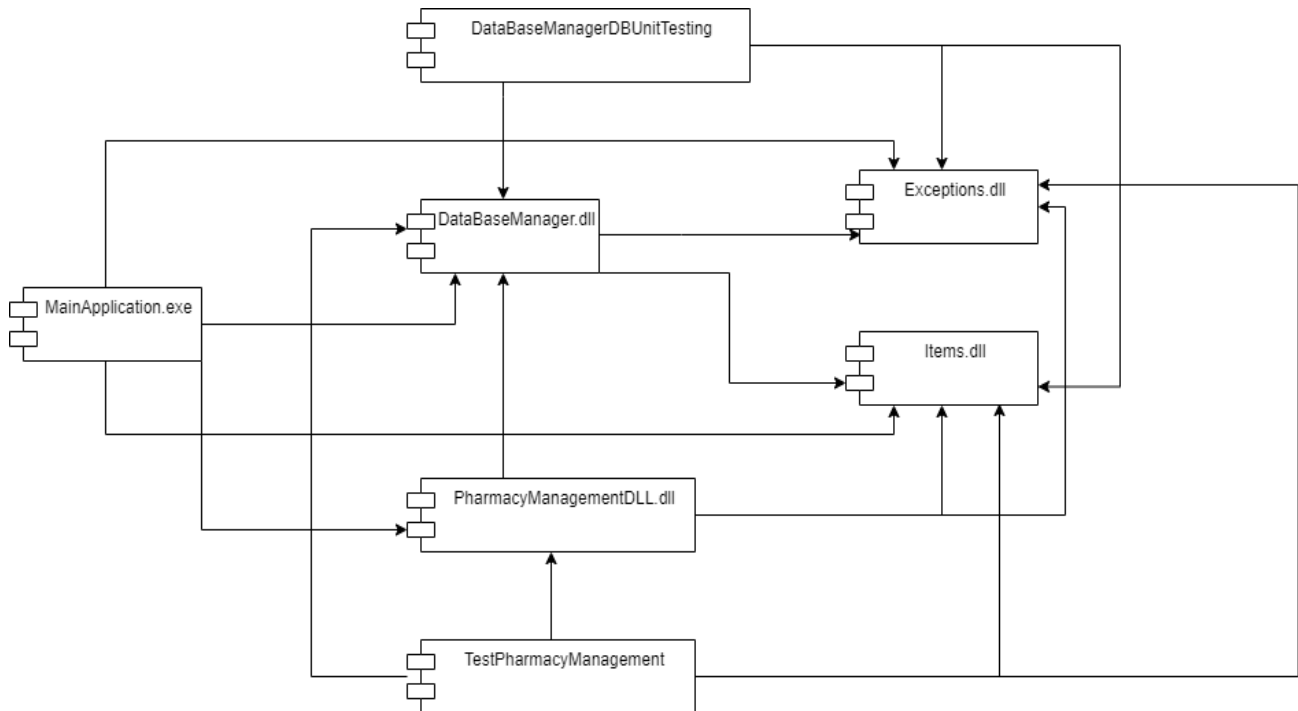 DataBaseManagerDBUnitTesting
Exceptions.dll
DataBaseManager.dll
MainApplication.exe
Items.dll
PharmacyManagementDLL.dll
TestPharmacyManagement